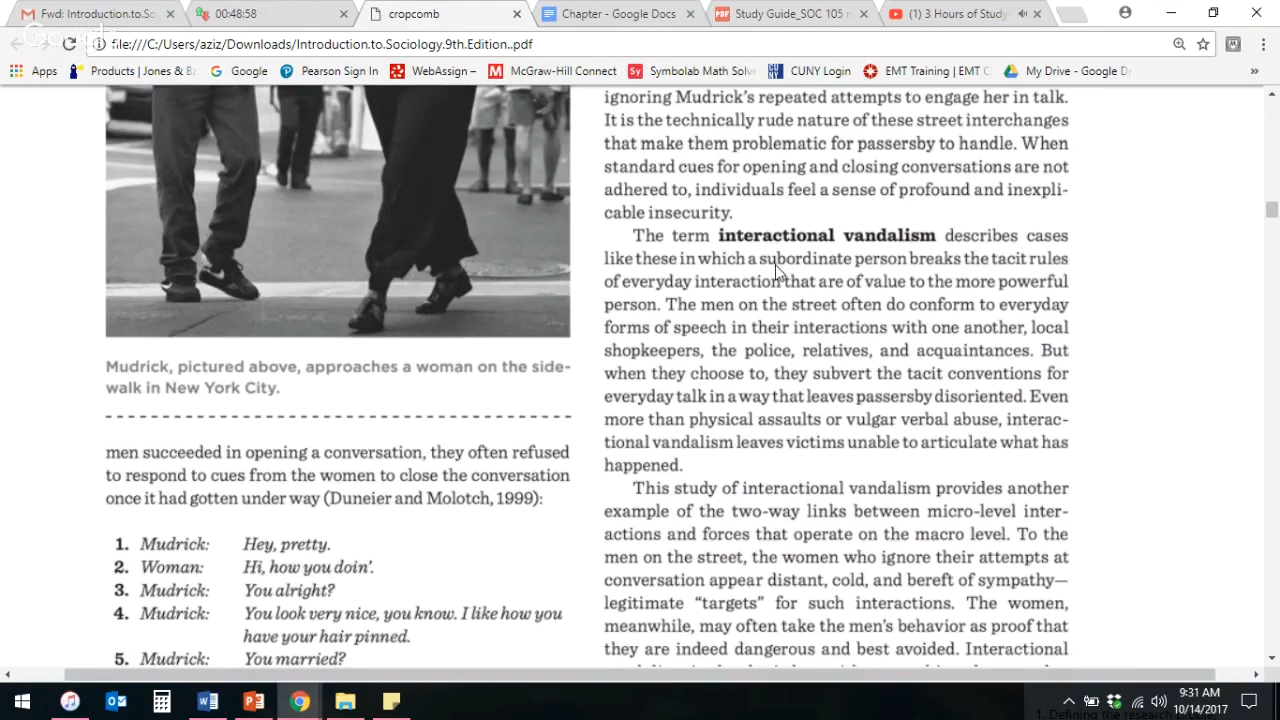 Fwd: Introduction.to.So
00:48:58
cropcomb
Chapter - Google Docs
Study Guide_SOC 105 m
(1) 3 Hours of Study
file:///C:/Users/aziz/Downloads/Introduction.to.Sociology.9th.Edition..pdf
Apps
Products | Jones & Ba
Google
Pearson Sign In
WebAssign –
McGraw-Hill Connect
Sy Symbolab Math Solve
CUNY Login
EMT Training | EMT C
My Drive - Google Dr
»
Mudrick, pictured above, approaches a woman on the side-
walk in New York City.
men succeeded in opening a conversation, they often refused
to respond to cues from the women to close the conversation
once it had gotten under way (Duneier and Molotch, 1999):
1. Mudrick: Hey, pretty.
2. Woman: Hi, how you doin'.
3. Mudrick: You alright?
4. Mudrick: You look very nice, you know. I like how you
have your hair pinned.
5. Mudrick: You married?
ignoring Mudrick's repeated attempts to engage her in talk.
It is the technically rude nature of these street interchanges
that make them problematic for passersby to handle. When
standard cues for opening and closing conversations are not
adhered to, individuals feel a sense of profound and inexpli-
cable insecurity.
The term interactional vandalism describes cases
like these in which a subordinate person breaks the tacit rules
of everyday interaction that are of value to the more powerful
person. The men on the street often do conform to everyday
forms of speech in their interactions with one another, local
shopkeepers, the police, relatives, and acquaintances. But
when they choose to, they subvert the tacit conventions for
everyday talk in a way that leaves passersby disoriented. Even
more than physical assaults or vulgar verbal abuse, interac-
tional vandalism leaves victims unable to articulate what has
happened.
This study of interactional vandalism provides another
example of the two-way links between micro-level inter-
actions and forces that operate on the macro level. To the
men on the street, the women who ignore their attempts at
conversation appear distant, cold, and bereft of sympathy—
legitimate "targets" for such interactions. The women,
meanwhile, may often take the men's behavior as proof that
they are indeed dangerous and best avoided. Interactional
9:31 AM
10/14/2017